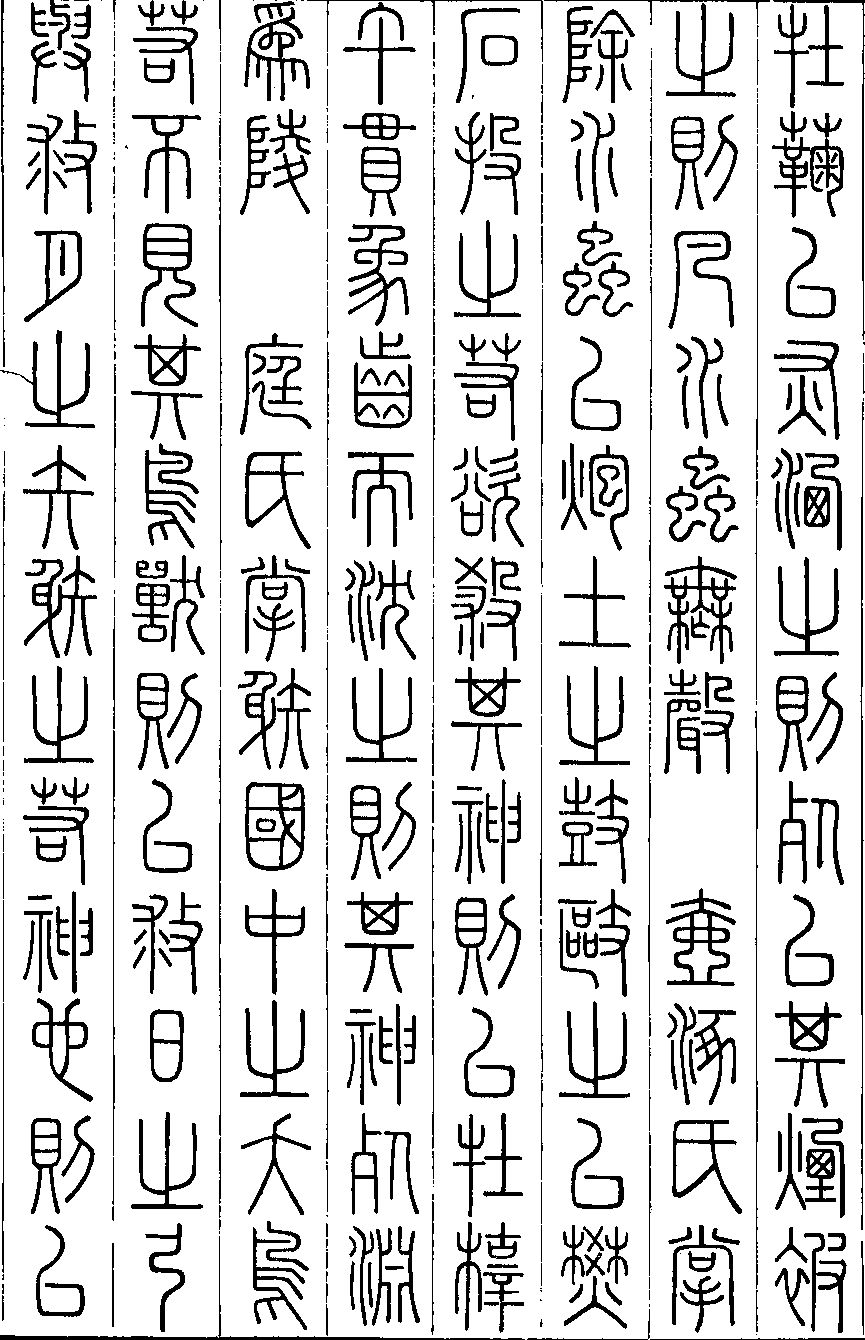 牡蘜以灰洒之則死以其煙被
之則凡水蟲無聲　壺涿氏掌
除水蟲以炮土之鼓敺之以焚
石投之若欲殺其神則以牡橭
午貫象齒而沈之則其神死淵
爲陵　庭氏掌射國中之夭鳥
若不見其鳥獸則以救日之弓
與救月之矢射之若神也則以